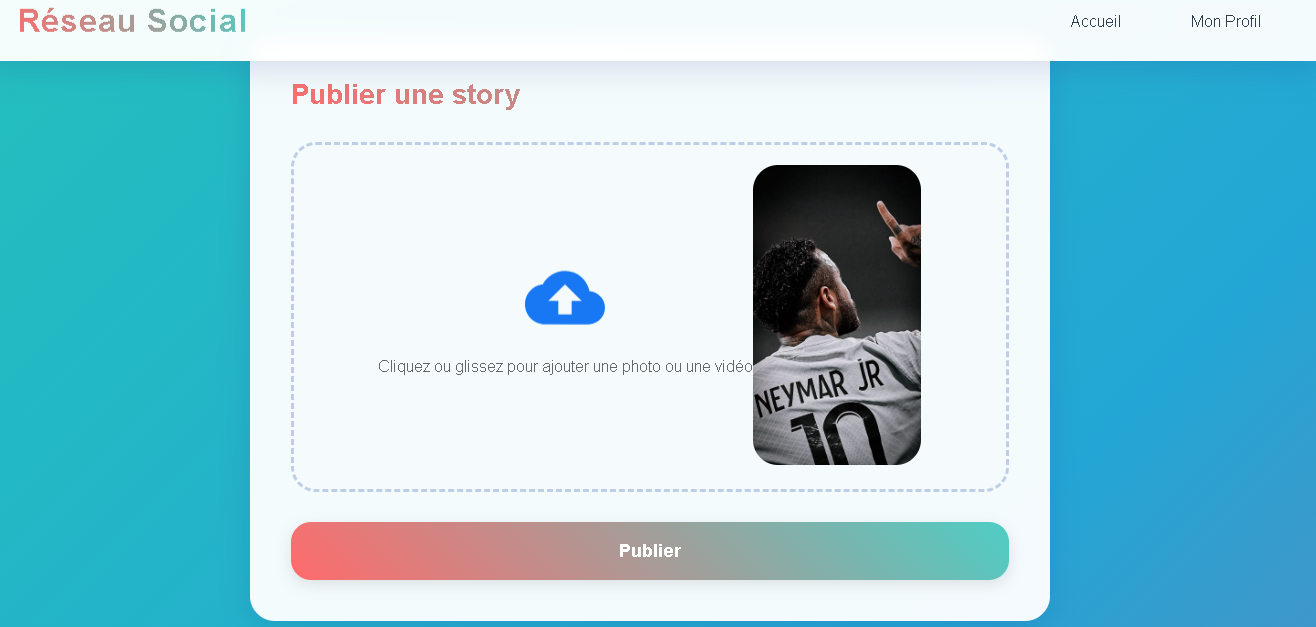 Réseau Social
Accueil
Mon Profil
Publier une story
Cliquez ou glissez pour ajouter une photo ou une vidéo
NEYMAR JR
10
Publier